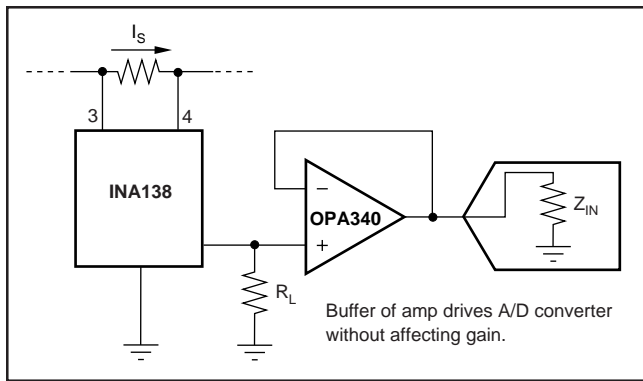 I_S
3
4
INA138
−
OPA340
+
Z_IN
R_L
Buffer of amp drives A/D converter
without affecting gain.